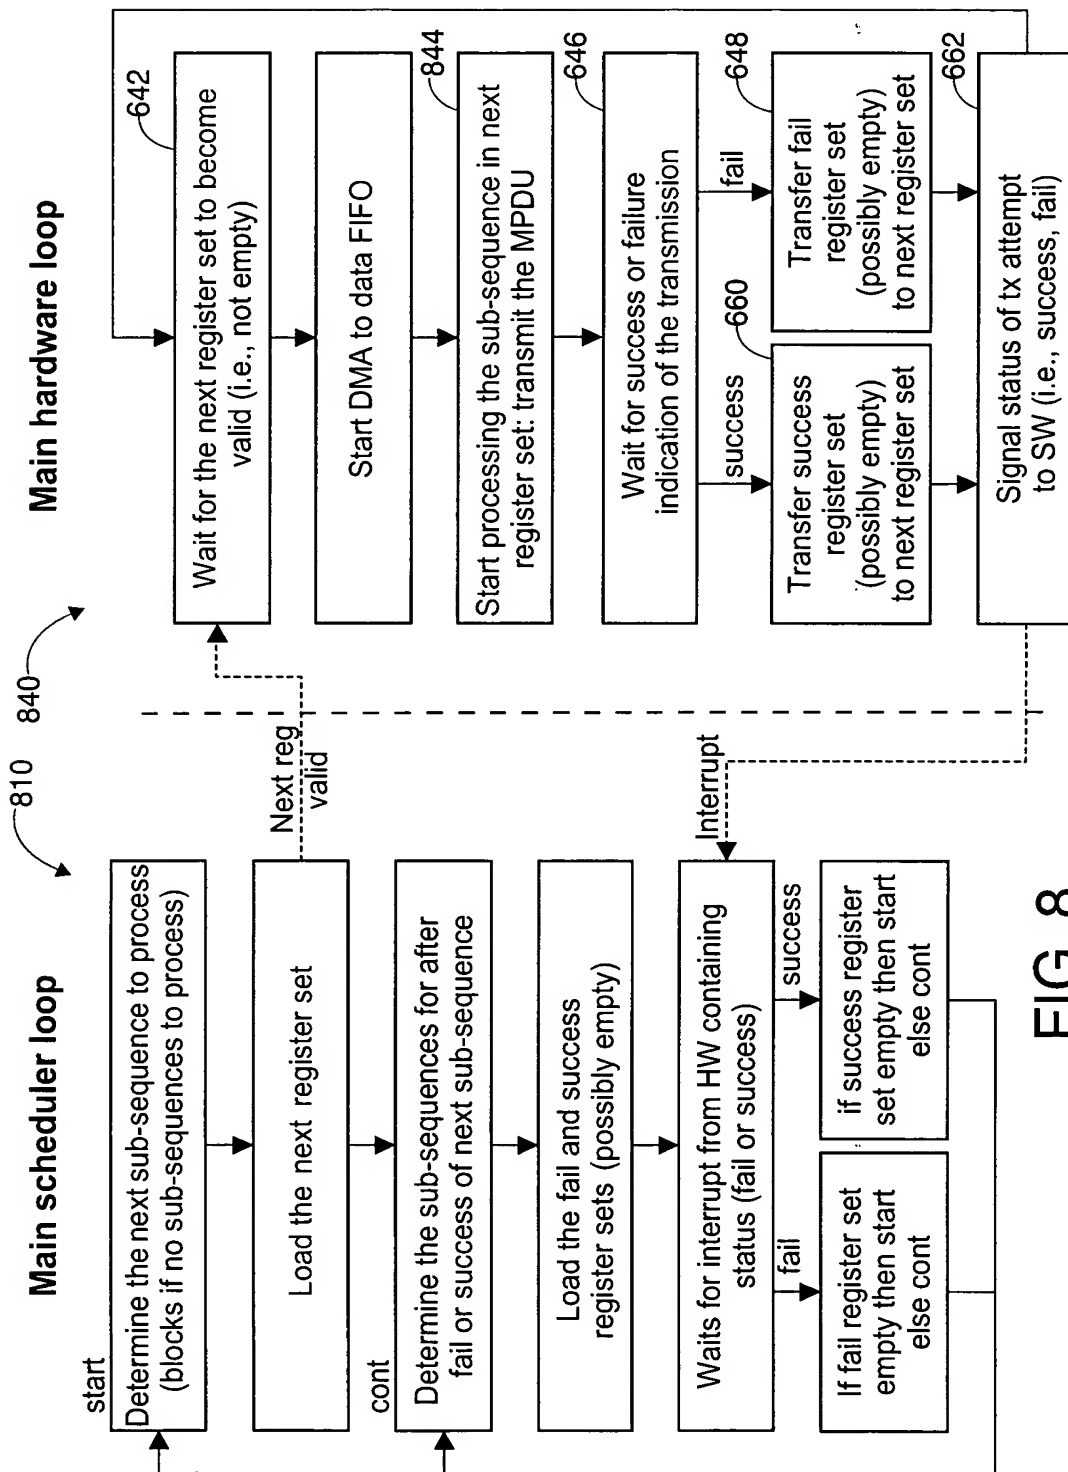 Main scheduler loop
810
start
Determine the next sub-sequence to process
(blocks if no sub-sequences to process)
Load the next register set
Next reg
valid
cont
Determine the sub-sequences for after
fail or success of next sub-sequence
Load the fail and success
register sets (possibly empty)
Interrupt
Waits for interrupt from HW containing
status (fail or success)
fail
success
If fail register set
empty then start
else cont
if success register
set empty then start
else cont
Main hardware loop
840
642
Wait for the next register set to become
valid (i.e., not empty)
Start DMA to data FIFO
844
Start processing the sub-sequence in next
register set: transmit the MPDU
646
Wait for success or failure
indication of the transmission
success
fail
660
648
Transfer success
register set
(possibly empty)
to next register set
Transfer fail
register set
(possibly empty)
to next register set
662
Signal status of tx attempt
to SW (i.e., success, fail)
FIG. 8